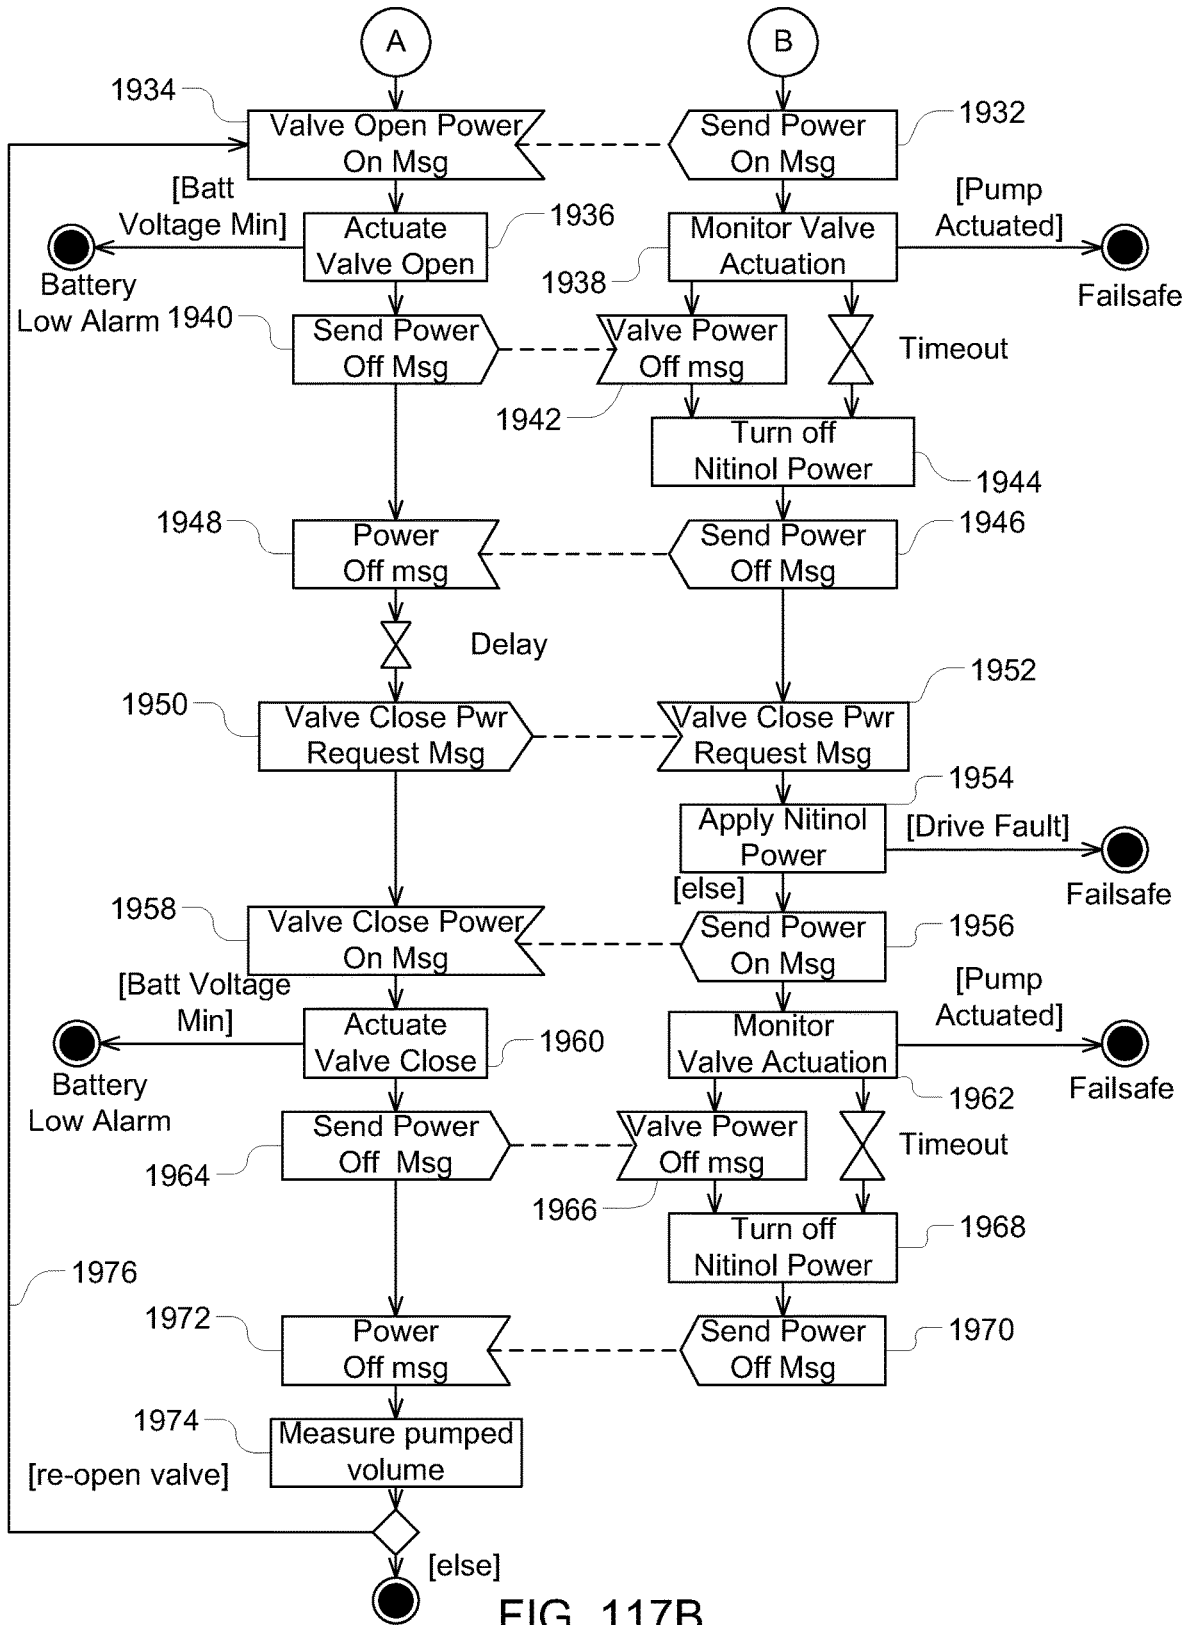 A
B
1934
Valve Open Power
On Msg
Send Power
On Msg
1932
[Batt
Voltage Min]
Battery
Low Alarm
Actuate
Valve Open
1936
Monitor Valve
Actuation
1938
[Pump
Actuated]
Failsafe
1940
Send Power
Off Msg
Valve Power
Off msg
1942
Timeout
Turn off
Nitinol Power
1944
1948
Power
Off msg
Send Power
Off Msg
1946
Delay
1950
Valve Close Pwr
Request Msg
Valve Close Pwr
Request Msg
1952
1954
Apply Nitinol
Power
[Drive Fault]
Failsafe
[else]
1958
Valve Close Power
On Msg
Send Power
On Msg
1956
[Batt Voltage
Min]
Battery
Low Alarm
Actuate
Valve Close
1960
Monitor
Valve Actuation
1962
[Pump
Actuated]
Failsafe
Send Power
Off Msg
1964
Valve Power
Off msg
1966
Timeout
Turn off
Nitinol Power
1968
1976
1972
Power
Off msg
Send Power
Off Msg
1970
1974
Measure pumped
volume
[re-open valve]
[else]
FIG. 117B